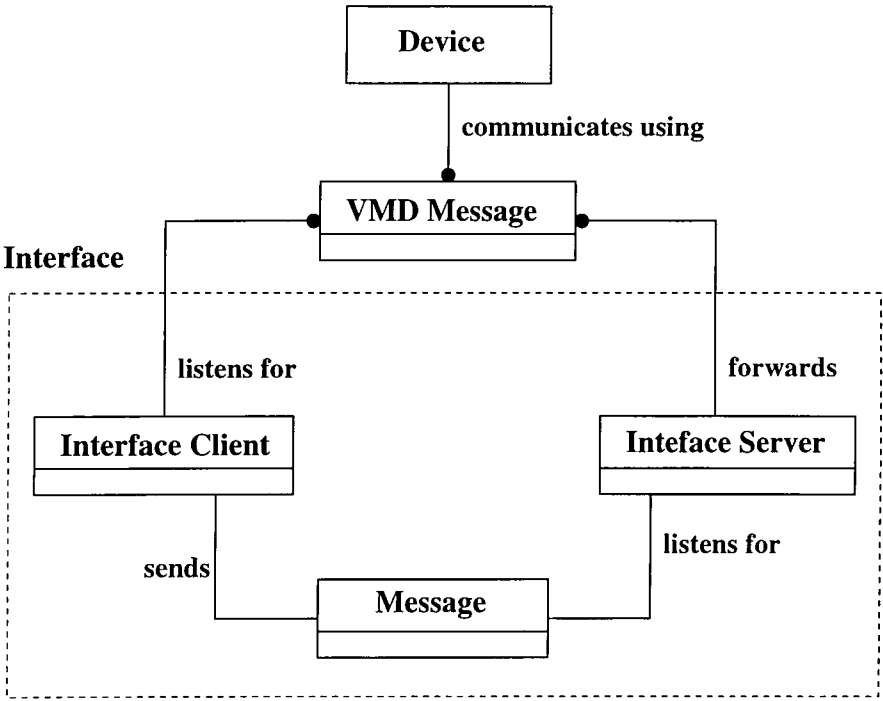 Device
communicates using
VMD Message
Interface
listens for
forwards
Interface Client
Inteface Server
sends
listens for
Message